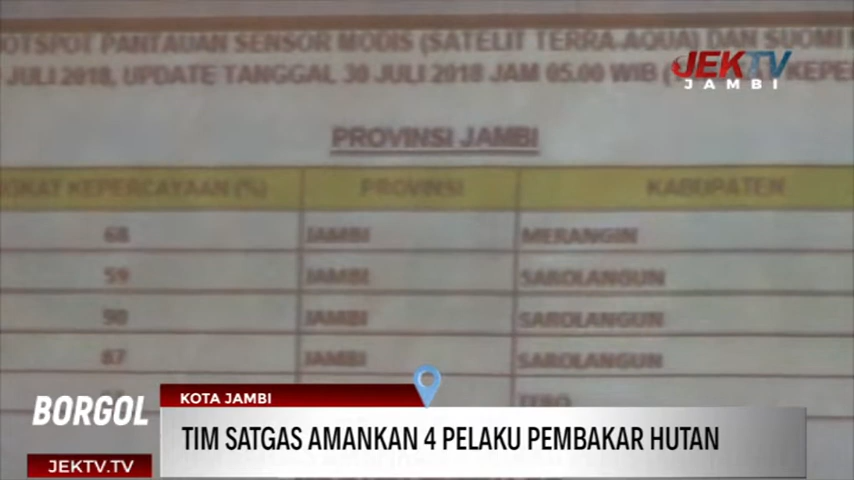 HOTSPOT PANTAUAN SENSOR MODIS (SATELIT TERRA-AQUA) DAN SUOMI
JULI 2018, UPDATE TANGGAL 30 JULI 2018 JAM 05.00 WIB
JEKTV
JAMBI
PROVINSI JAMBI
KEPERCAYAAN (%) PROVINSI KABUPATEN
68 JAMBI MERANGIN
59 JAMBI SAROLANGUN
90 JAMBI SAROLANGUN
87 JAMBI SAROLANGUN
TEBO
BORGOL
KOTA JAMBI
TIM SATGAS AMANKAN 4 PELAKU PEMBAKAR HUTAN
JEKTV.TV